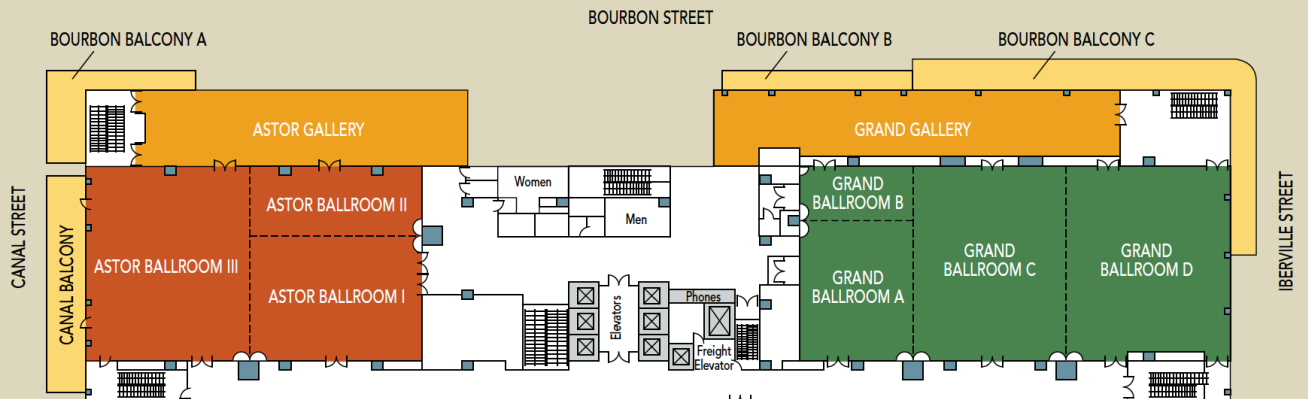 BOURBON STREET
BOURBON BALCONY A
BOURBON BALCONY B
BOURBON BALCONY C
ASTOR GALLERY
GRAND GALLERY
Women
Men
GRAND
BALLROOM B
ASTOR BALLROOM II
ASTOR BALLROOM III
ASTOR BALLROOM I
GRAND
BALLROOM A
GRAND
BALLROOM C
GRAND
BALLROOM D
CANAL STREET
CANAL BALCONY
IBERVILLE STREET
Elevators
Phones
Freight
Elevator